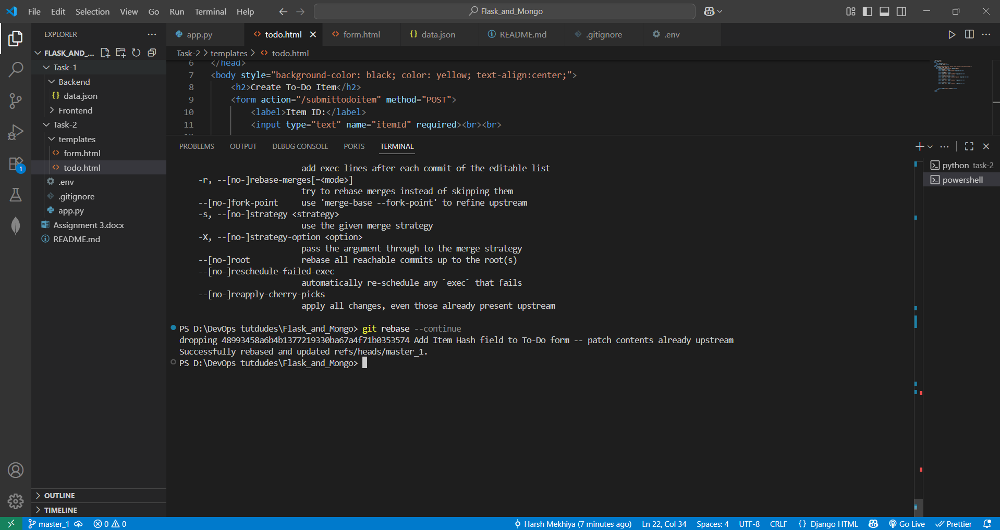 File Edit Selection View Go Run Terminal Help
Flask_and_Mongo
EXPLORER
FLASK_AND_...
Task-1
Backend
data.json
Frontend
Task-2
templates
form.html
todo.html
.env
.gitignore
app.py
Assignment 3.docx
README.md
OUTLINE
TIMELINE
1
app.py todo.html form.html data.json README.md .gitignore .env
Task-2 > templates > todo.html
6 </head>
7 <body style="background-color: black; color: yellow; text-align:center;">
8 <h2>Create To-Do Item</h2>
9 <form action="/submittodoitem" method="POST">
10 <label>Item ID:</label>
11 <input type="text" name="itemId" required><br><br>
PROBLEMS OUTPUT DEBUG CONSOLE PORTS TERMINAL
add exec lines after each commit of the editable list
-r, --[no-]rebase-merges[=<mode>]
try to rebase merges instead of skipping them
--[no-]fork-point use 'merge-base --fork-point' to refine upstream
-s, --[no-]strategy <strategy>
use the given merge strategy
-X, --[no-]strategy-option <option>
pass the argument through to the merge strategy
--[no-]root rebase all reachable commits up to the root(s)
--[no-]reschedule-failed-exec
automatically re-schedule any `exec` that fails
--[no-]reapply-cherry-picks
apply all changes, even those already present upstream
PS D:\DevOps tutdudes\Flask_and_Mongo> git rebase --continue
dropping 48993458a6b4b1377219330ba67a4f71b0353574 Add Item Hash field to To-Do form -- patch contents already upstream
Successfully rebased and updated refs/heads/master_1.
PS D:\DevOps tutdudes\Flask_and_Mongo>
python task-2
powershell
master_1 0 0 Harsh Mekhiya (7 minutes ago) Ln 22, Col 34 Spaces: 4 UTF-8 CRLF {} Django HTML Go Live Prettier